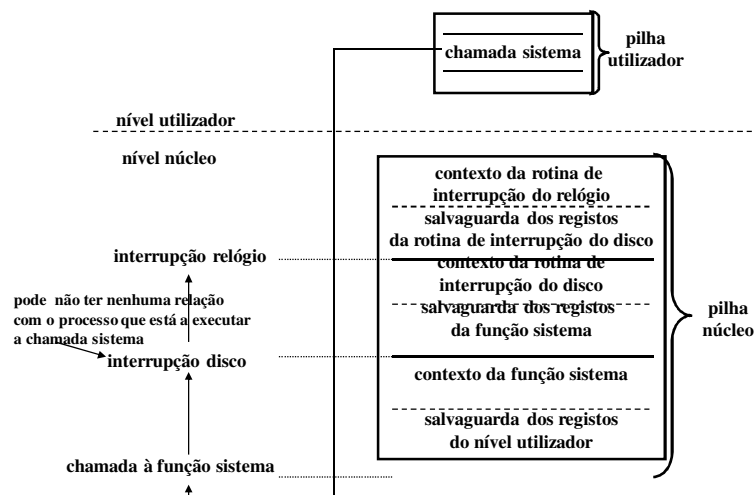 chamada sistema
pilha
utilizador
nível utilizador
nível núcleo
contexto da rotina de
interrupção do relógio
salvaguarda dos registos
da rotina de interrupção do disco
interrupção relógio
contexto da rotina de
interrupção do disco
pode não ter nenhuma relação
com o processo que está a executar
a chamada sistema
salvaguarda dos registos
da função sistema
pilha
núcleo
interrupção disco
contexto da função sistema
salvaguarda dos registos
do nível utilizador
chamada à função sistema